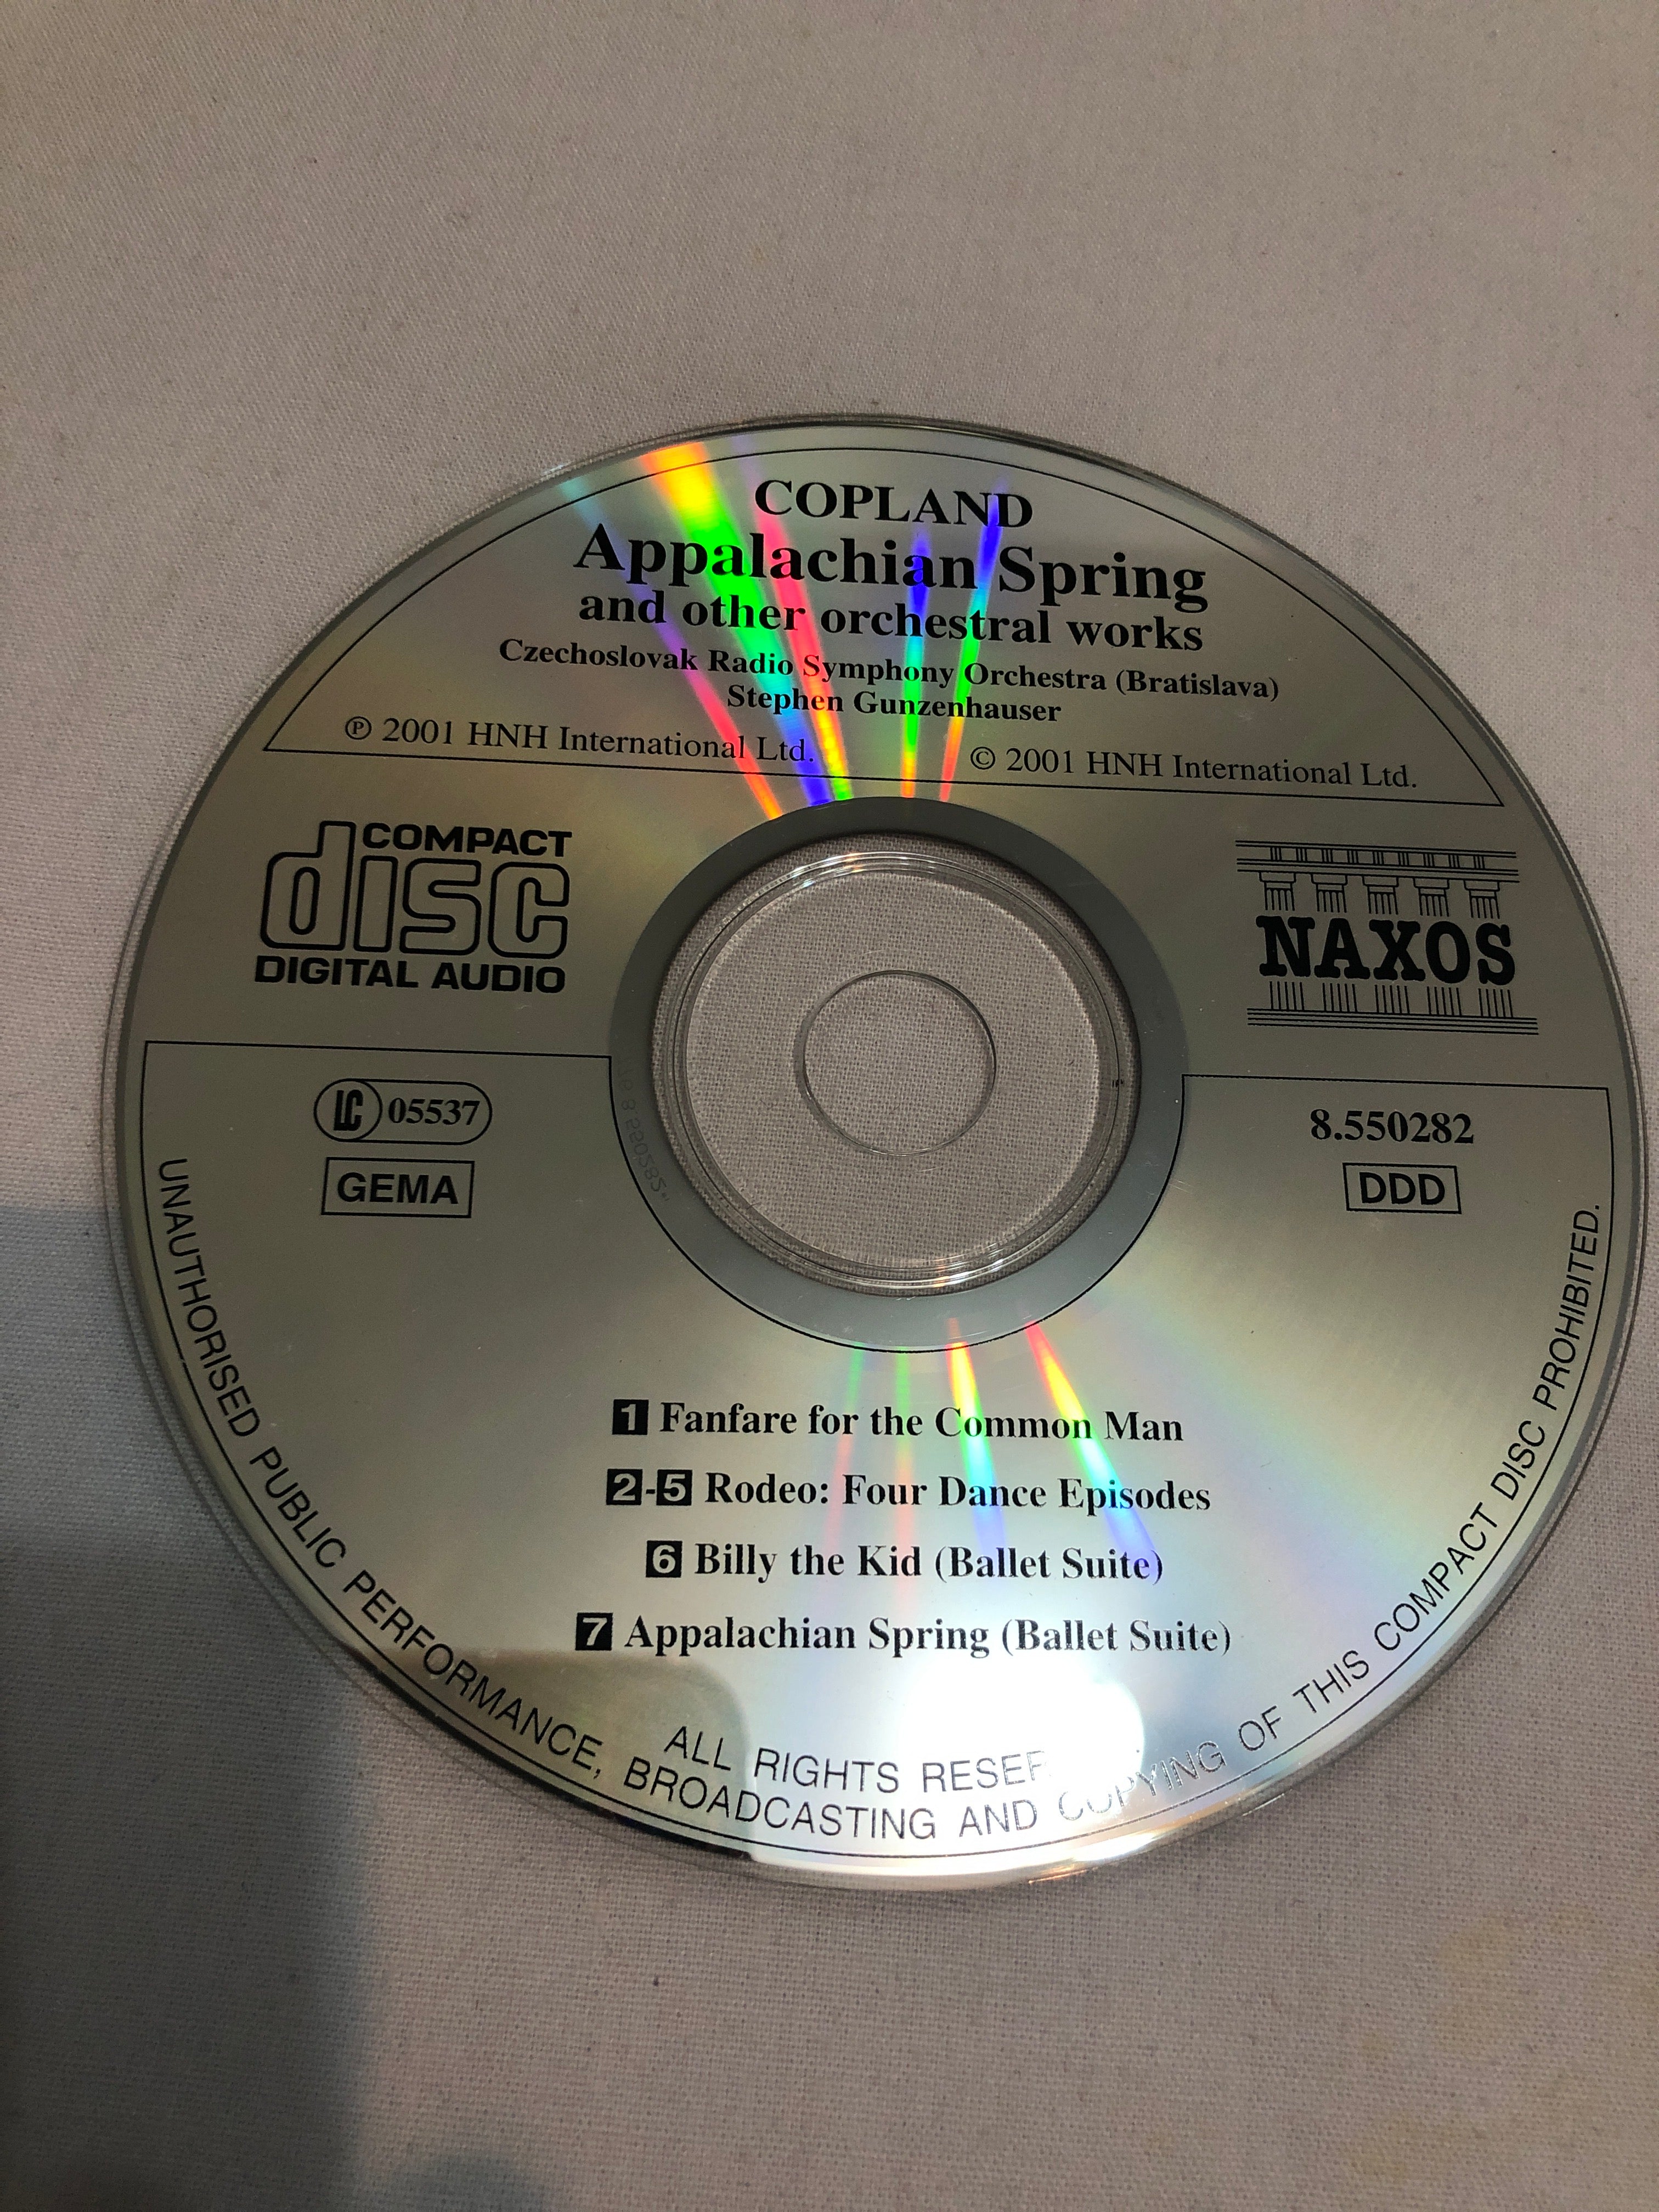 COPLAND
Appalachian Spring
and other orchestral works
Czechoslovak Radio Symphony Orchestra (Bratislava)
Stephen Gunzenhauser
℗ 2001 HNH International Ltd.
© 2001 HNH International Ltd.
COMPACT
disc
DIGITAL AUDIO
NAXOS
LC 05537
GEMA
8.550282
DDD
1 Fanfare for the Common Man
2-5 Rodeo: Four Dance Episodes
6 Billy the Kid (Ballet Suite)
7 Appalachian Spring (Ballet Suite)
ALL RIGHTS
UNAUTHORISED PUBLIC PERFORMANCE, BROADCASTING AND COPYING OF THIS COMPACT DISC PROHIBITED.